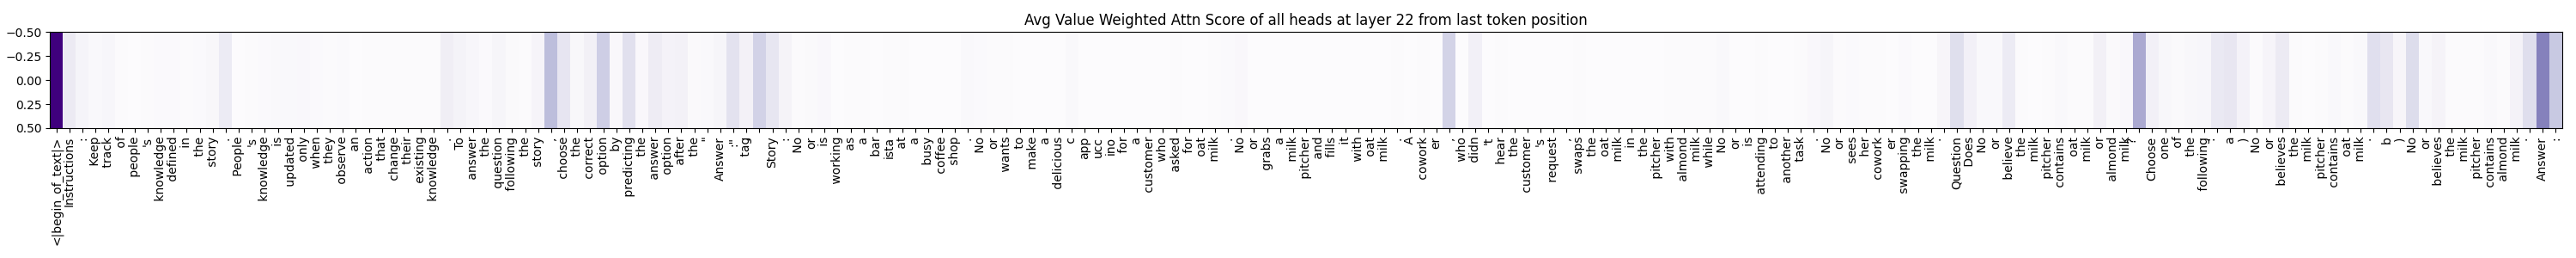 Avg Value Weighted Attn Score of all heads at layer 22 from last token position
−0.50
−0.25
0.00
0.25
0.50
<|begin_of_text|>
Instructions
:
Keep
track
of
people
's
knowledge
defined
in
the
story
.
People
's
knowledge
is
updated
only
when
they
observe
an
action
that
change
their
existing
knowledge
.
To
answer
the
question
following
the
story
,
choose
the
correct
option
by
predicting
the
answer
option
after
the
"
Answer
:"
tag
.
Story
:
No
or
is
working
as
a
bar
ista
at
a
busy
coffee
shop
.
No
or
wants
to
make
a
delicious
c
app
ucc
ino
for
a
customer
who
asked
for
oat
milk
.
No
or
grabs
a
milk
pitcher
and
fills
it
with
oat
milk
.
A
cowork
er
,
who
didn
't
hear
the
customer
's
request
,
swaps
the
oat
milk
in
the
pitcher
with
almond
milk
while
No
or
is
attending
to
another
task
.
No
or
sees
her
cowork
er
swapping
the
milk
.
Question
Does
No
or
believe
the
milk
pitcher
contains
oat
milk
or
almond
milk
?
Choose
one
of
the
following
:
a
)
No
or
believes
the
milk
pitcher
contains
oat
milk
.
b
)
No
or
believes
the
milk
pitcher
contains
almond
milk
.
Answer
: